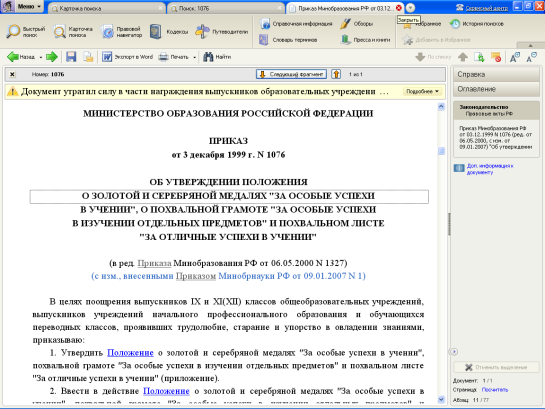 Меню
Карточка поиска
Поиск: 1076
Приказ Минобразования РФ от 03.12...
Сервисный центр
Закрыть
Быстрый поиск
Карточка поиска
Правовой навигатор
Кодексы
Путеводители
Справочная информация
Словарь терминов
Обзоры
Пресса и книги
Избранное
Добавить в Избранное
История поисков
Назад
Экспорт в Word
Печать
Найти
По списку
Номер: 1076
Следующий фрагмент
1 из 1
Документ утратил силу в части награждения выпускников образовательных учреждени ...
Подробнее
МИНИСТЕРСТВО ОБРАЗОВАНИЯ РОССИЙСКОЙ ФЕДЕРАЦИИ
ПРИКАЗ
от 3 декабря 1999 г. N 1076
ОБ УТВЕРЖДЕНИИ ПОЛОЖЕНИЯ
О ЗОЛОТОЙ И СЕРЕБРЯНОЙ МЕДАЛЯХ "ЗА ОСОБЫЕ УСПЕХИ
В УЧЕНИИ", О ПОХВАЛЬНОЙ ГРАМОТЕ "ЗА ОСОБЫЕ УСПЕХИ
В ИЗУЧЕНИИ ОТДЕЛЬНЫХ ПРЕДМЕТОВ" И ПОХВАЛЬНОМ ЛИСТЕ
"ЗА ОТЛИЧНЫЕ УСПЕХИ В УЧЕНИИ"
(в ред. Приказа Минобразования РФ от 06.05.2000 N 1327)
(с изм., внесенными Приказом Минобрнауки РФ от 09.01.2007 N 1)
В целях поощрения выпускников IX и XI(XII) классов общеобразовательных учреждений,
выпускников учреждений начального профессионального образования и обучающихся
переводных классов, проявивших трудолюбие, старание и упорство в овладении знаниями,
приказываю:
1. Утвердить Положение о золотой и серебряной медалях "За особые успехи в учении",
похвальной грамоте "За особые успехи в изучении отдельных предметов" и похвальном листе
"За отличные успехи в учении" (приложение).
2. Ввести в действие Положение о золотой и серебряной медалях "За особые успехи в
Справка
Оглавление
Законодательство
Правовые акты РФ
Приказ Минобразования РФ
от 03.12.1999 N 1076 (ред. от
06.05.2000, с изм. от
09.01.2007) "Об утверждении
Доп. информация к
документу
Отменить выделение
Документ: 1 / 1
Страница: Посчитать
Абзац: 11 / 77